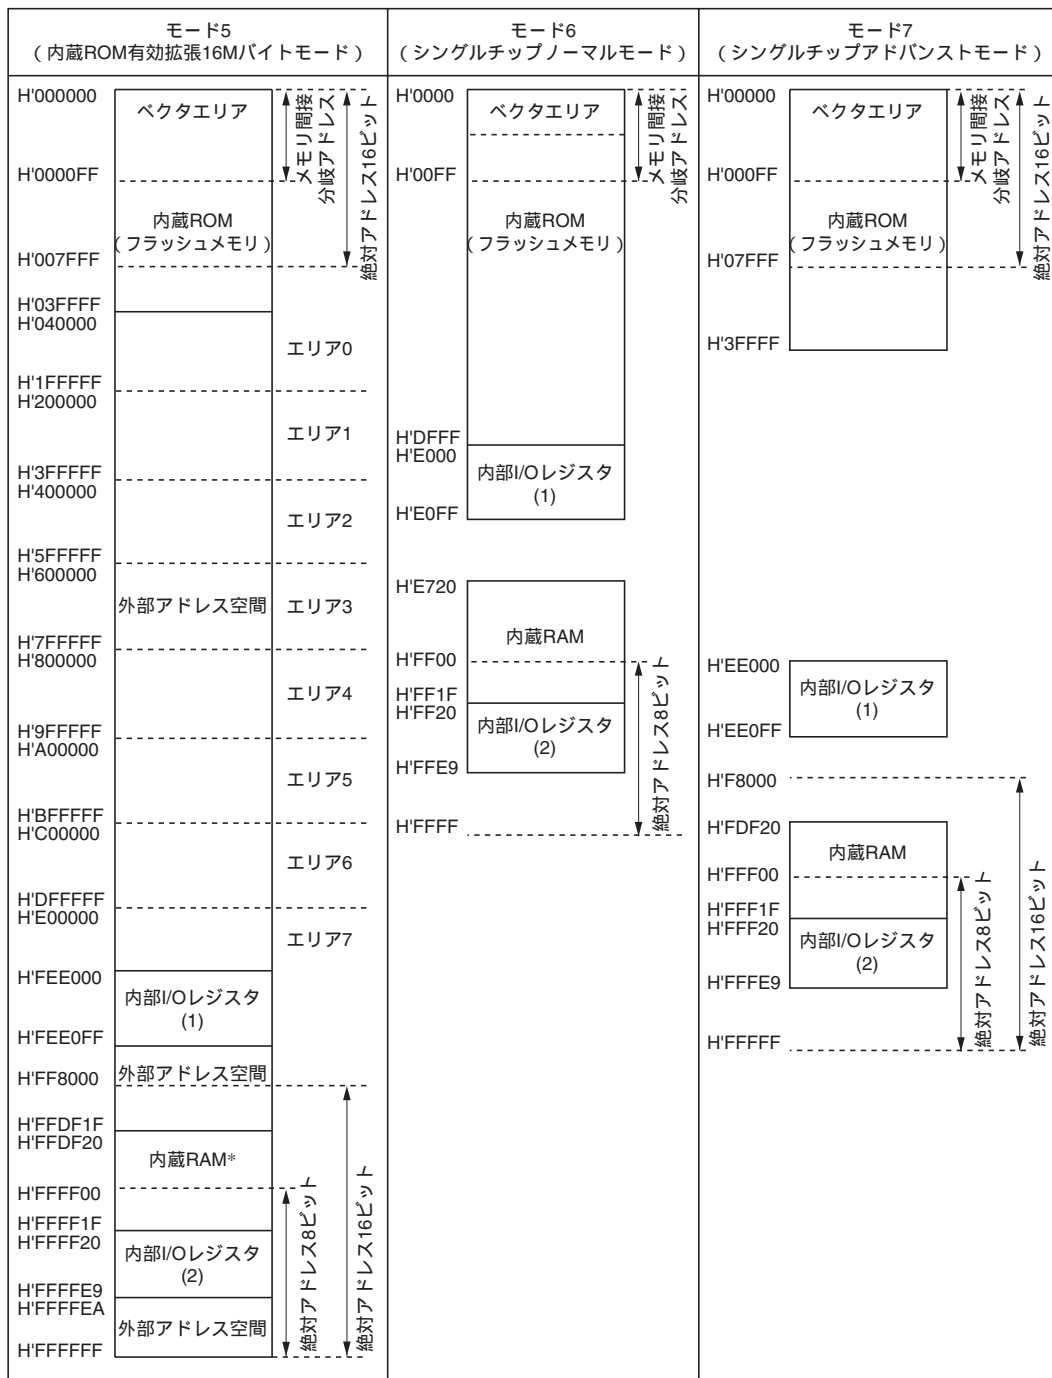 モード5
(内蔵ROM有効拡張16Mバイトモード)
H'000000
ベクタエリア
H'0000FF
内蔵ROM
(フラッシュメモリ)
H'007FFF
H'03FFFF
H'040000
エリア0
H'1FFFFF
H'200000
エリア1
H'3FFFFF
H'400000
エリア2
H'5FFFFF
H'600000
外部アドレス空間
エリア3
H'7FFFFF
H'800000
エリア4
H'9FFFFF
H'A00000
エリア5
H'BFFFFF
H'C00000
エリア6
H'DFFFFF
H'E00000
エリア7
H'FEE000
内部I/Oレジスタ
(1)
H'FEE0FF
外部アドレス空間
H'FF8000
H'FFDF1F
H'FFDF20
内蔵RAM*
H'FFFF00
H'FFFF1F
H'FFFF20
内部I/Oレジスタ
(2)
H'FFFFE9
H'FFFFEA
外部アドレス空間
H'FFFFFF
メモリ間接
分岐アドレス
絶対アドレス16ビット
絶対アドレス8ビット
絶対アドレス16ビット
モード6
(シングルチップノーマルモード)
H'0000
ベクタエリア
H'00FF
内蔵ROM
(フラッシュメモリ)
H'DFFF
H'E000
内部I/Oレジスタ
(1)
H'E0FF
H'E720
内蔵RAM
H'FF00
H'FF1F
H'FF20
内部I/Oレジスタ
(2)
H'FFE9
H'FFFF
メモリ間接
分岐アドレス
絶対アドレス8ビット
モード7
(シングルチップアドバンストモード)
H'00000
ベクタエリア
H'000FF
内蔵ROM
(フラッシュメモリ)
H'07FFF
H'3FFFF
H'EE000
内部I/Oレジスタ
(1)
H'EE0FF
H'F8000
H'FDF20
内蔵RAM
H'FFF00
H'FFF1F
H'FFF20
内部I/Oレジスタ
(2)
H'FFFE9
H'FFFFF
メモリ間接
分岐アドレス
絶対アドレス16ビット
絶対アドレス8ビット
絶対アドレス16ビット